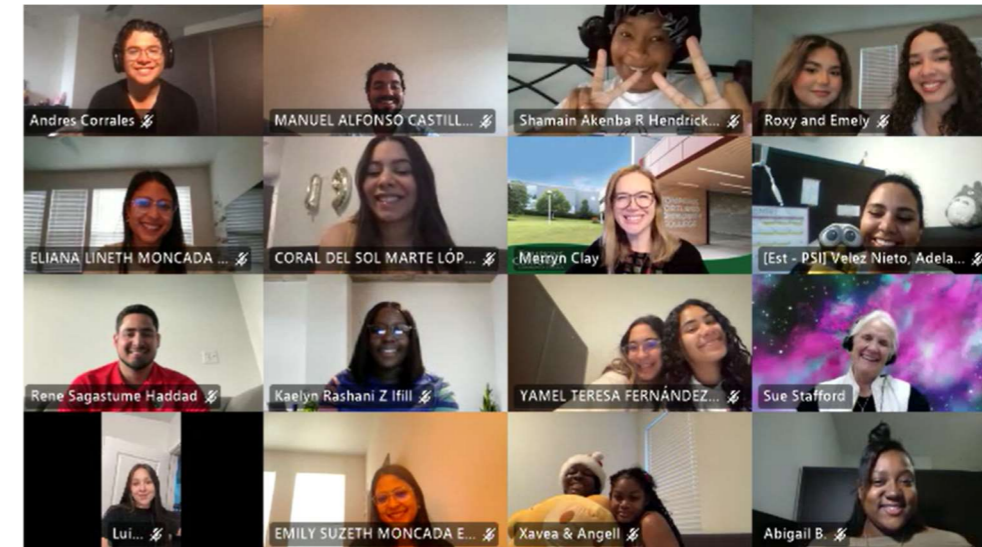 Andres Corrales
MANUEL ALFONSO CASTILL...
Shamain Akenba R Hendrick...
Roxy and Emely
ELIANA LINETH MONCADA ...
CORAL DEL SOL MARTE LÓP...
Merryn Clay
[Est - PSI] Velez Nieto, Adela...
Rene Sagastume Haddad
Kaelyn Rashani Z Ifill
YAMEL TERESA FERNÁNDEZ...
Sue Stafford
Lui...
EMILY SUZETH MONCADA E...
Xavea & Angell
Abigail B.